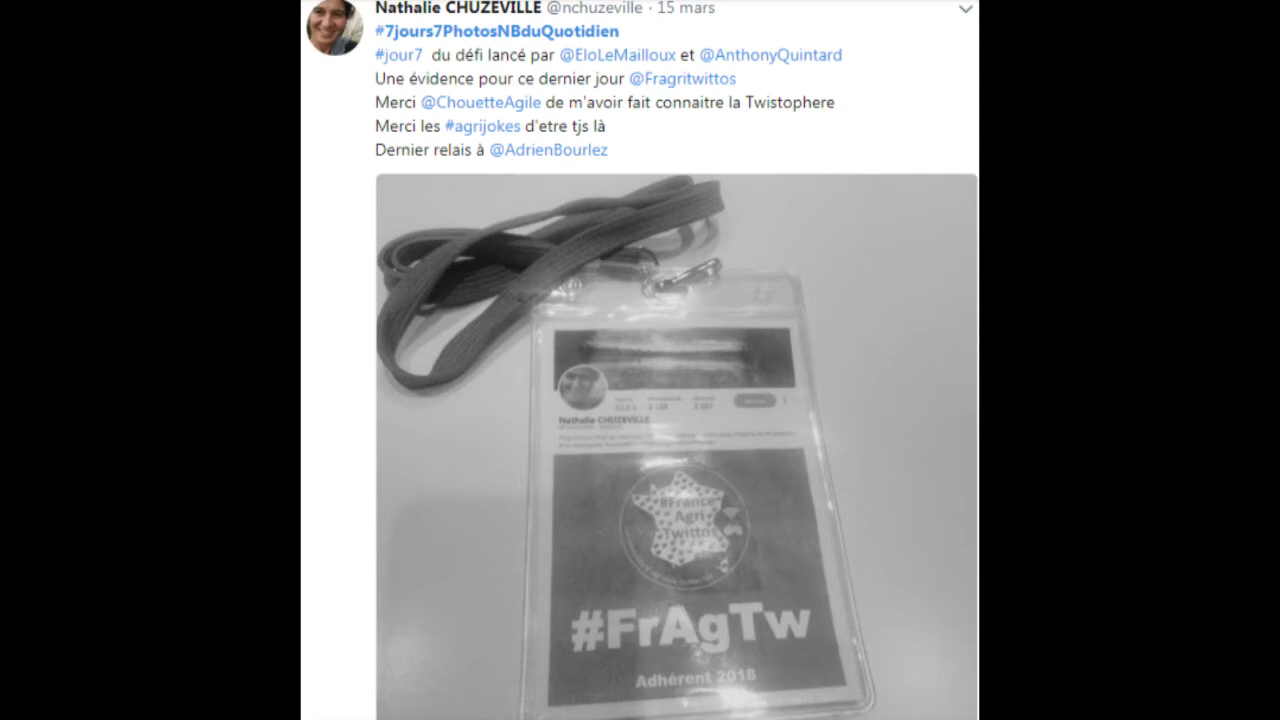 Nathalie CHUZEVILLE @nchuzeville · 15 mars
#7jours7PhotosNBduQuotidien
#jour7 du défi lancé par @EloLeMailloux et @AnthonyQuintard
Une évidence pour ce dernier jour @Fragritwittos
Merci @ChouetteAgile de m'avoir fait connaitre la Twistophere
Merci les #agrijokes d'etre tjs là
Dernier relais à @AdrienBourlez
Nathalie CHUZEVILLE
#France
Agri
Twittos
#FrAgTw
Adhérent 2018